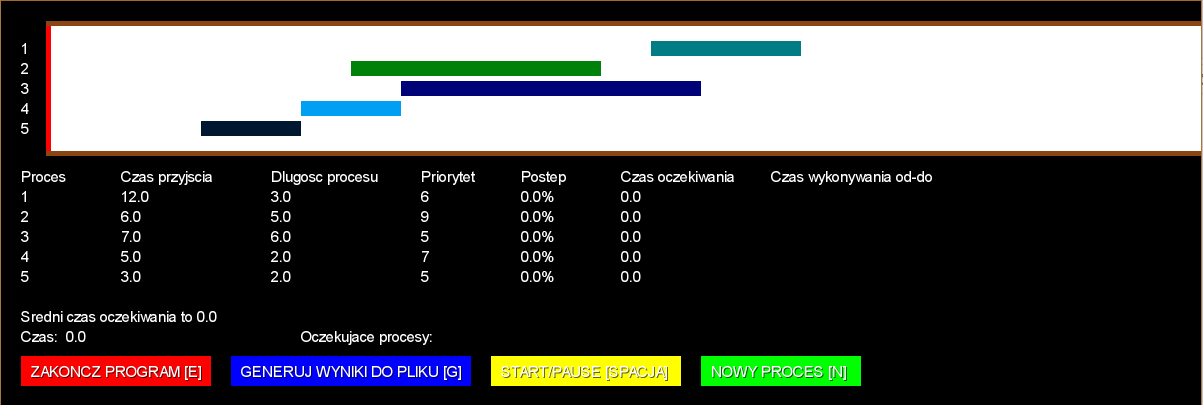 1
2
3
4
5
Proces Czas przyjscia Dlugosc procesu Priorytet Postep Czas oczekiwania Czas wykonywania od-do
1 12.0 3.0 6 0.0% 0.0
2 6.0 5.0 9 0.0% 0.0
3 7.0 6.0 5 0.0% 0.0
4 5.0 2.0 7 0.0% 0.0
5 3.0 2.0 5 0.0% 0.0
Sredni czas oczekiwania to 0.0
Czas: 0.0 Oczekujace procesy:
ZAKONCZ PROGRAM [E] GENERUJ WYNIKI DO PLIKU [G] START/PAUSE [SPACJA] NOWY PROCES [N]